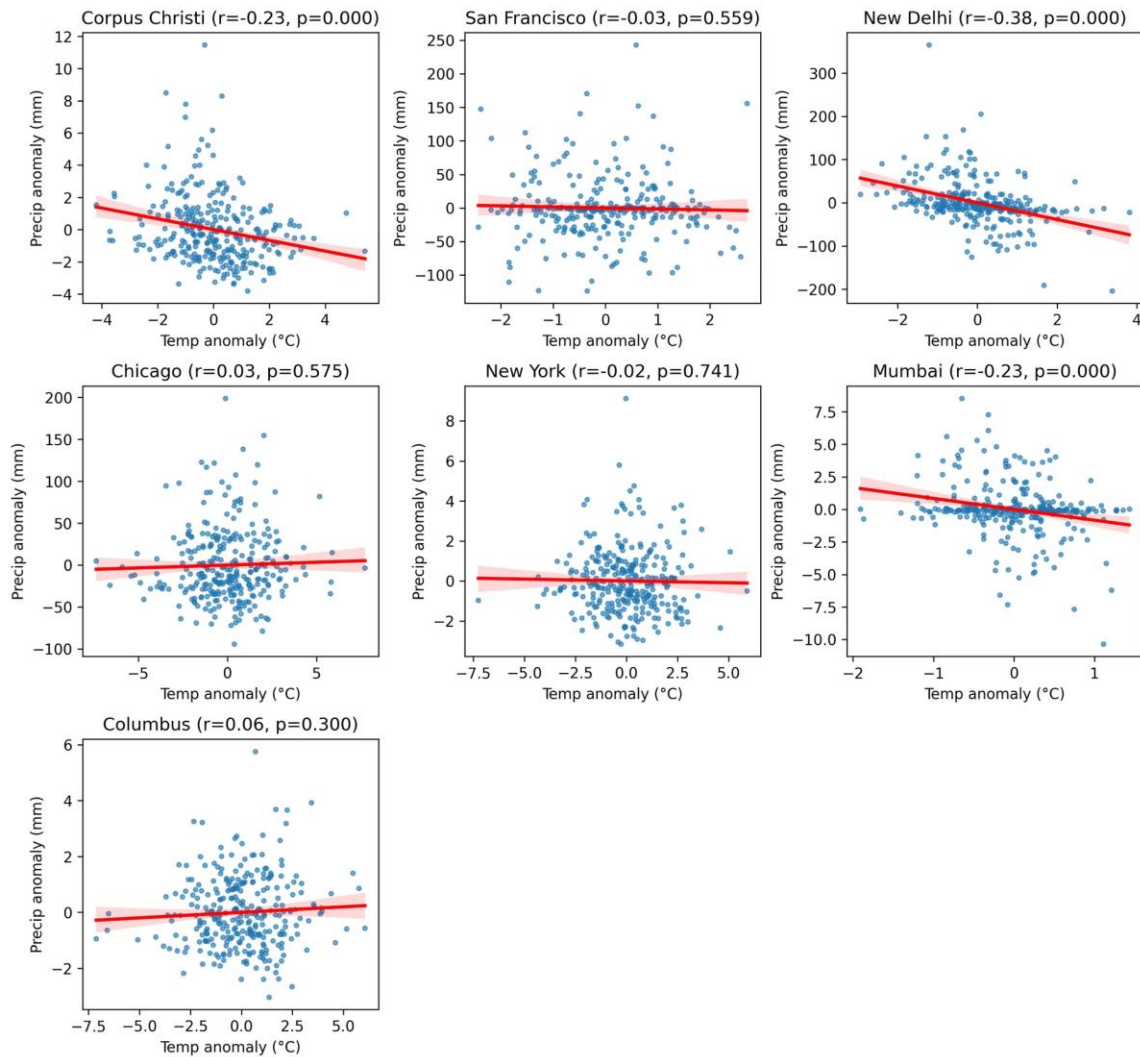 Corpus Christi (r=-0.23, p=0.000)
12
10
8
6
4
2
0
−2
−4
Precip anomaly (mm)
−4 −2 0 2 4
Temp anomaly (°C)
San Francisco (r=-0.03, p=0.559)
250
200
150
100
50
0
−50
−100
Precip anomaly (mm)
−2 −1 0 1 2
Temp anomaly (°C)
New Delhi (r=-0.38, p=0.000)
300
200
100
0
−100
−200
Precip anomaly (mm)
−2 0 2 4
Temp anomaly (°C)
Chicago (r=0.03, p=0.575)
200
150
100
50
0
−50
−100
Precip anomaly (mm)
−5 0 5
Temp anomaly (°C)
New York (r=-0.02, p=0.741)
8
6
4
2
0
−2
Precip anomaly (mm)
−7.5 −5.0 −2.5 0.0 2.5 5.0
Temp anomaly (°C)
Mumbai (r=-0.23, p=0.000)
7.5
5.0
2.5
0.0
−2.5
−5.0
−7.5
−10.0
Precip anomaly (mm)
−2 −1 0 1
Temp anomaly (°C)
Columbus (r=0.06, p=0.300)
6
4
2
0
−2
Precip anomaly (mm)
−7.5 −5.0 −2.5 0.0 2.5 5.0
Temp anomaly (°C)